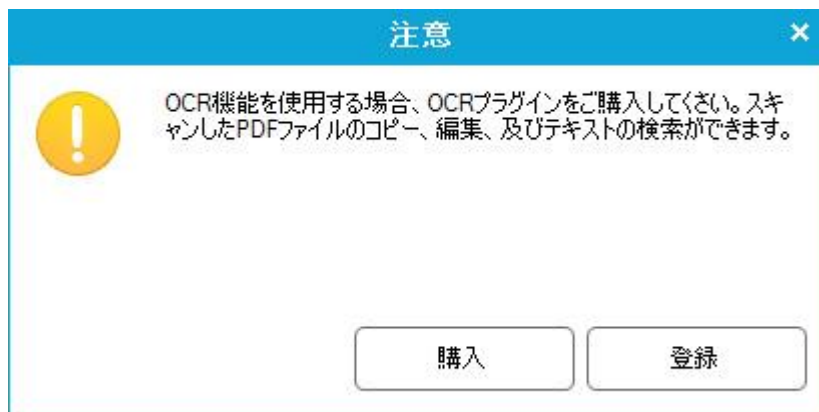 注意
OCR機能を使用する場合、OCRプラグインをご購入してくさい。スキ
ャンしたPDFファイルのコピー、編集、及びテキストの検索ができます。
購入
登録